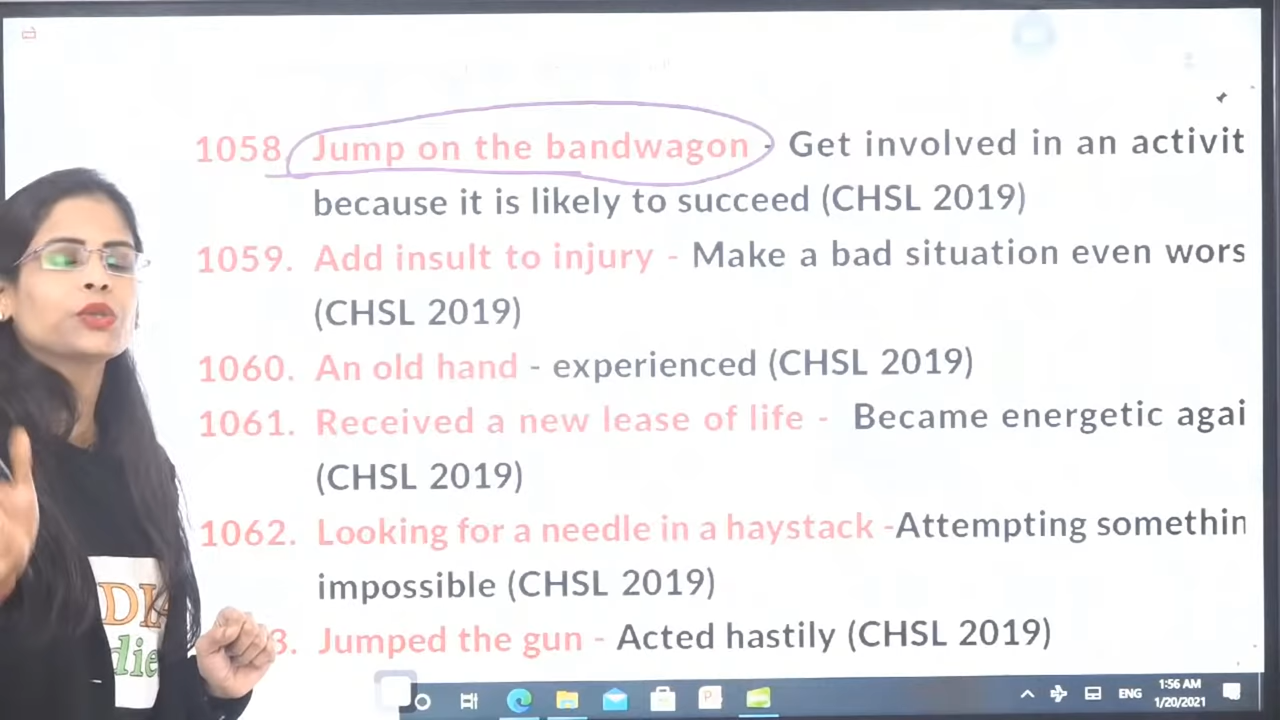 1058. Jump on the bandwagon - Get involved in an activit
because it is likely to succeed (CHSL 2019)
1059. Add insult to injury - Make a bad situation even wors
(CHSL 2019)
1060. An old hand - experienced (CHSL 2019)
1061. Received a new lease of life - Became energetic agai
(CHSL 2019)
1062. Looking for a needle in a haystack -Attempting somethin
impossible (CHSL 2019)
3. Jumped the gun - Acted hastily (CHSL 2019)
ENG
1:56 AM
1/20/2021